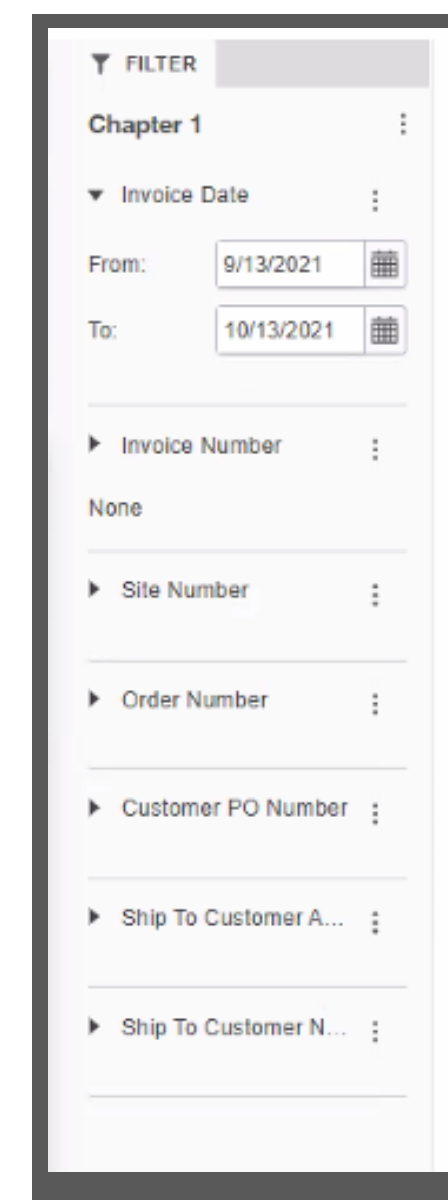 FILTER
Chapter 1
Invoice Date
From: 9/13/2021
To: 10/13/2021
Invoice Number
None
Site Number
Order Number
Customer PO Number
Ship To Customer A...
Ship To Customer N...